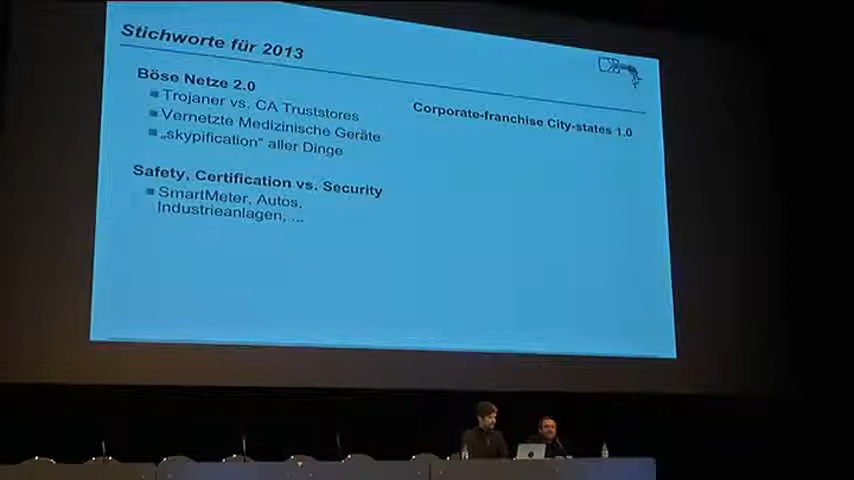 Stichworte für 2013
Böse Netze 2.0
Trojaner vs. CA Truststores
Vernetzte Medizinische Geräte
„skypification“ aller Dinge
Safety, Certification vs. Security
SmartMeter, Autos,
Industrieanlagen, ...
Corporate-franchise City-states 1.0